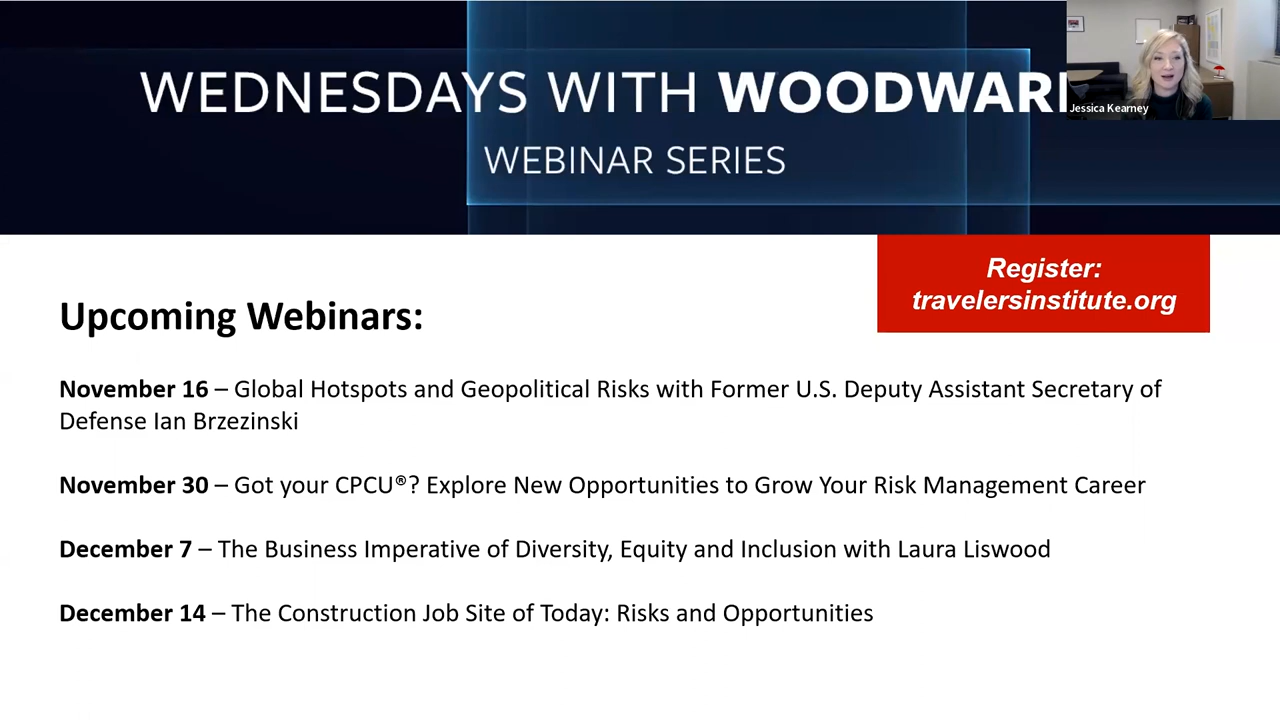 WEDNESDAYS WITH WOODWAR
Jessica Kearney
WEBINAR SERIES
Register:
travelersinstitute.org
Upcoming Webinars:
November 16 – Global Hotspots and Geopolitical Risks with Former U.S. Deputy Assistant Secretary of
Defense Ian Brzezinski
November 30 – Got your CPCU®? Explore New Opportunities to Grow Your Risk Management Career
December 7 – The Business Imperative of Diversity, Equity and Inclusion with Laura Liswood
December 14 – The Construction Job Site of Today: Risks and Opportunities